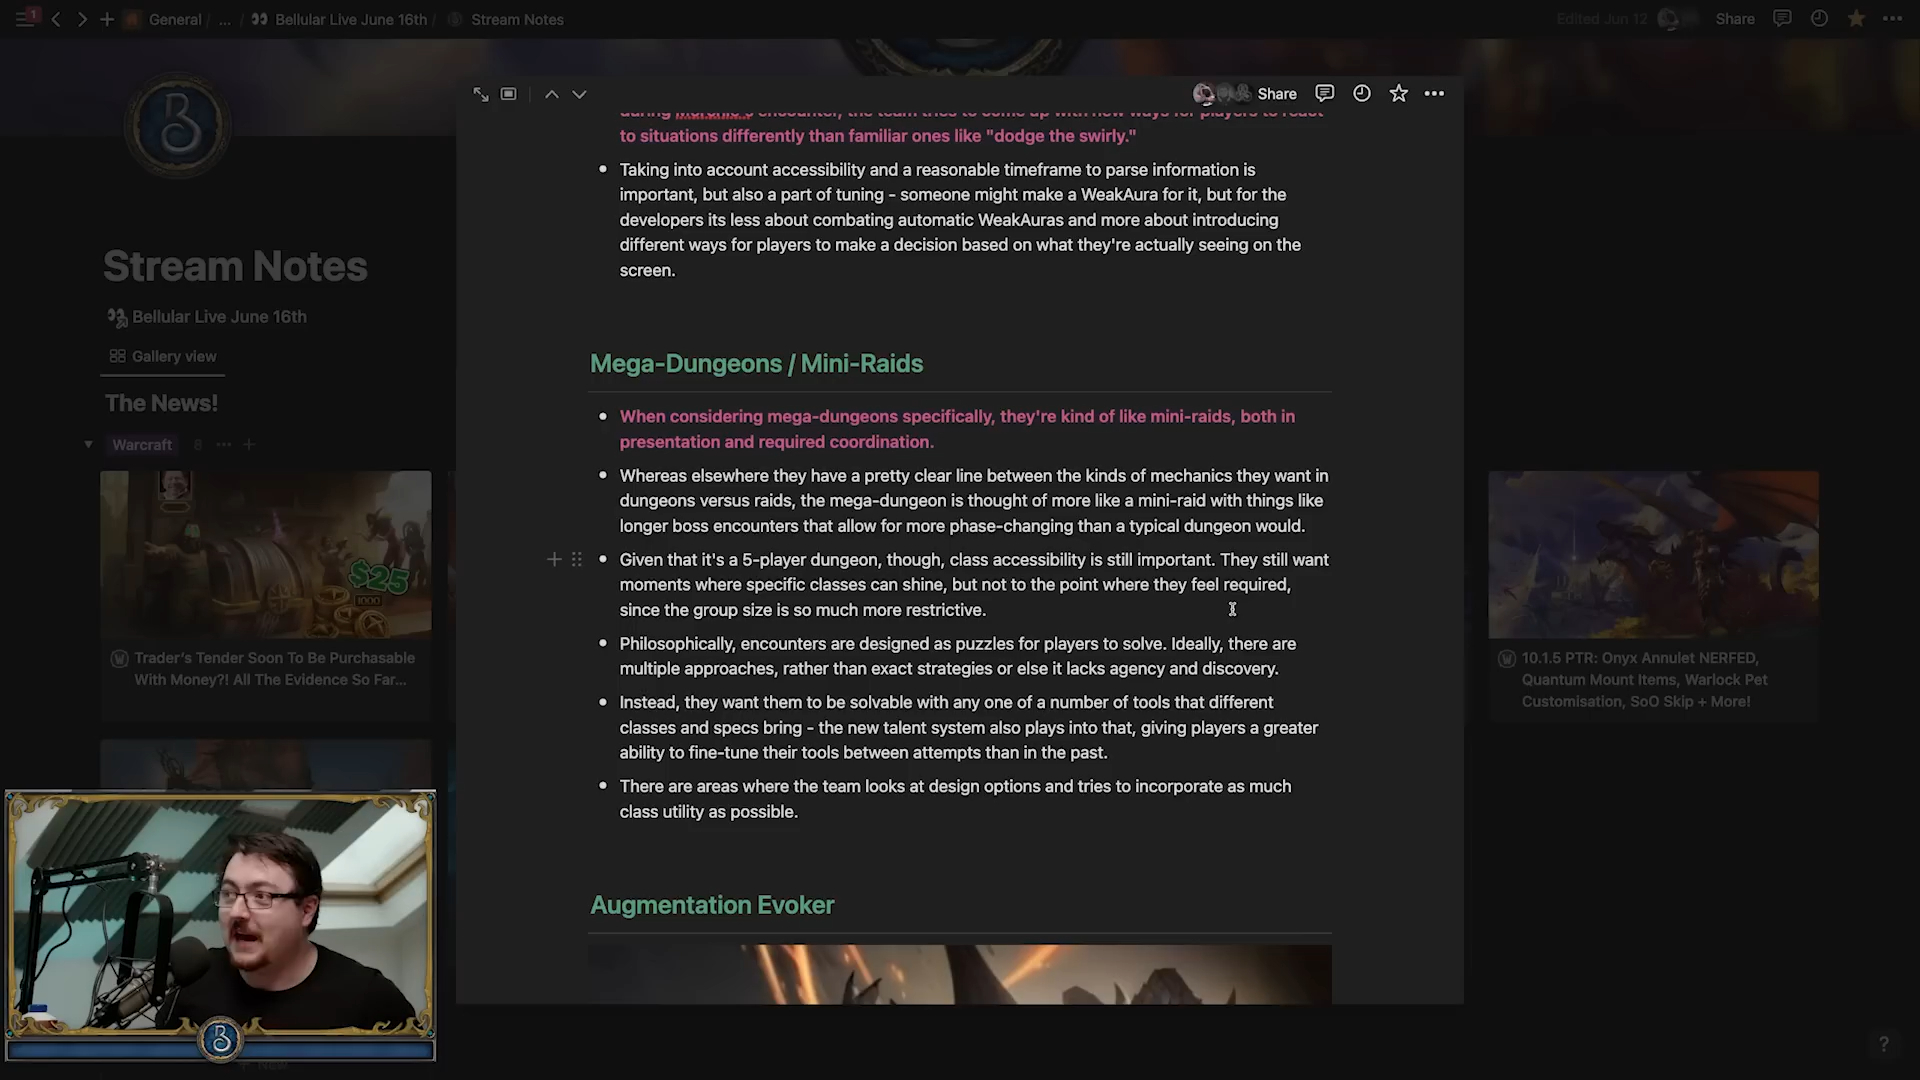 1
General / ... / Bellular Live June 16th / Stream Notes
Edited Jun 12
Share
Share
to situations differently than familiar ones like "dodge the swirly."
Taking into account accessibility and a reasonable timeframe to parse information is
important, but also a part of tuning - someone might make a WeakAura for it, but for the
developers its less about combating automatic WeakAuras and more about introducing
different ways for players to make a decision based on what they're actually seeing on the
screen.
Stream Notes
Bellular Live June 16th
Gallery view
The News!
Warcraft 8 ... +
$25
1000
Trader's Tender Soon To Be Purchasable
With Money?! All The Evidence So Far...
Mega-Dungeons / Mini-Raids
When considering mega-dungeons specifically, they're kind of like mini-raids, both in
presentation and required coordination.
Whereas elsewhere they have a pretty clear line between the kinds of mechanics they want in
dungeons versus raids, the mega-dungeon is thought of more like a mini-raid with things like
longer boss encounters that allow for more phase-changing than a typical dungeon would.
Given that it's a 5-player dungeon, though, class accessibility is still important. They still want
moments where specific classes can shine, but not to the point where they feel required,
since the group size is so much more restrictive.
Philosophically, encounters are designed as puzzles for players to solve. Ideally, there are
multiple approaches, rather than exact strategies or else it lacks agency and discovery.
Instead, they want them to be solvable with any one of a number of tools that different
classes and specs bring - the new talent system also plays into that, giving players a greater
ability to fine-tune their tools between attempts than in the past.
There are areas where the team looks at design options and tries to incorporate as much
class utility as possible.
Augmentation Evoker
10.1.5 PTR: Onyx Annulet NERFED,
Quantum Mount Items, Warlock Pet
Customisation, SoO Skip + More!
B
B
+ New
?